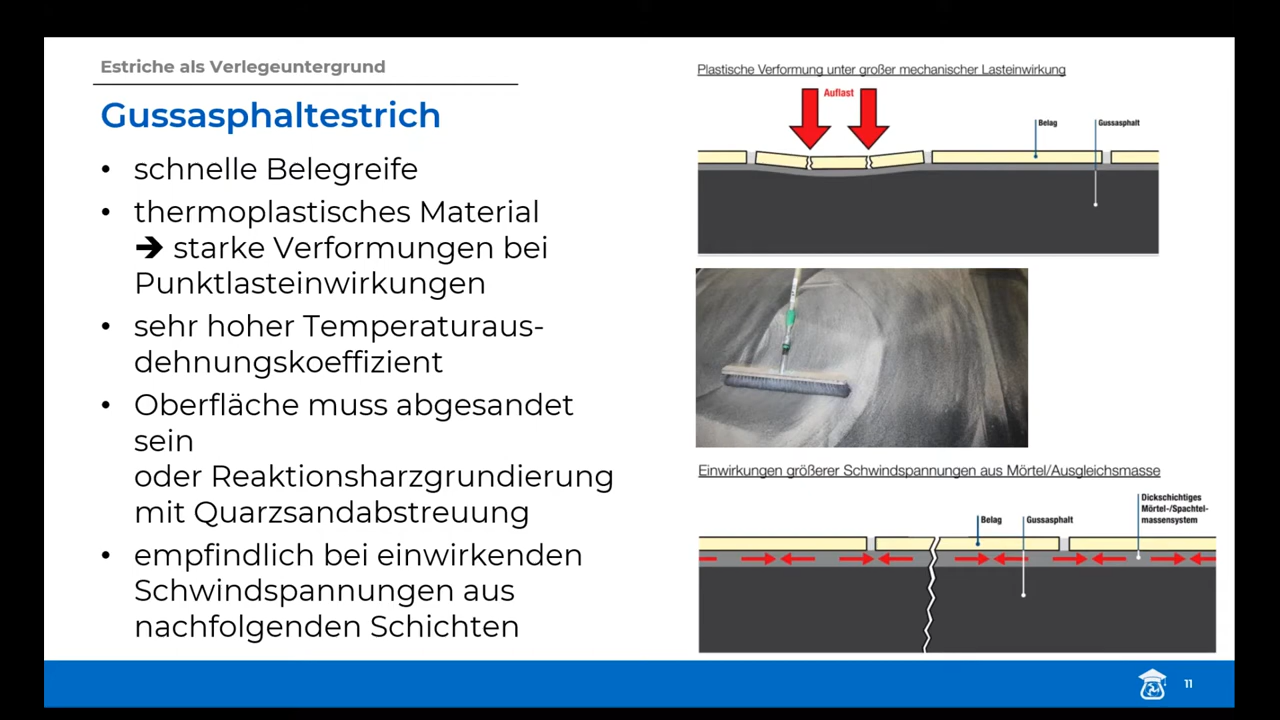 Estriche als Verlegeuntergrund
Gussasphaltestrich
• schnelle Belegreife
• thermoplastisches Material
➔ starke Verformungen bei
Punktlasteinwirkungen
• sehr hoher Temperaturaus-
dehnungskoeffizient
• Oberfläche muss abgesandet
sein
oder Reaktionsharzgrundierung
mit Quarzsandabstreuung
• empfindlich bei einwirkenden
Schwindspannungen aus
nachfolgenden Schichten
Plastische Verformung unter großer mechanischer Lasteinwirkung
Auflast
Belag
Gussasphalt
Einwirkungen größerer Schwindspannungen aus Mörtel/Ausgleichsmasse
Belag
Gussasphalt
Dickschichtiges
Mörtel-/Spachtel-
massensystem
11